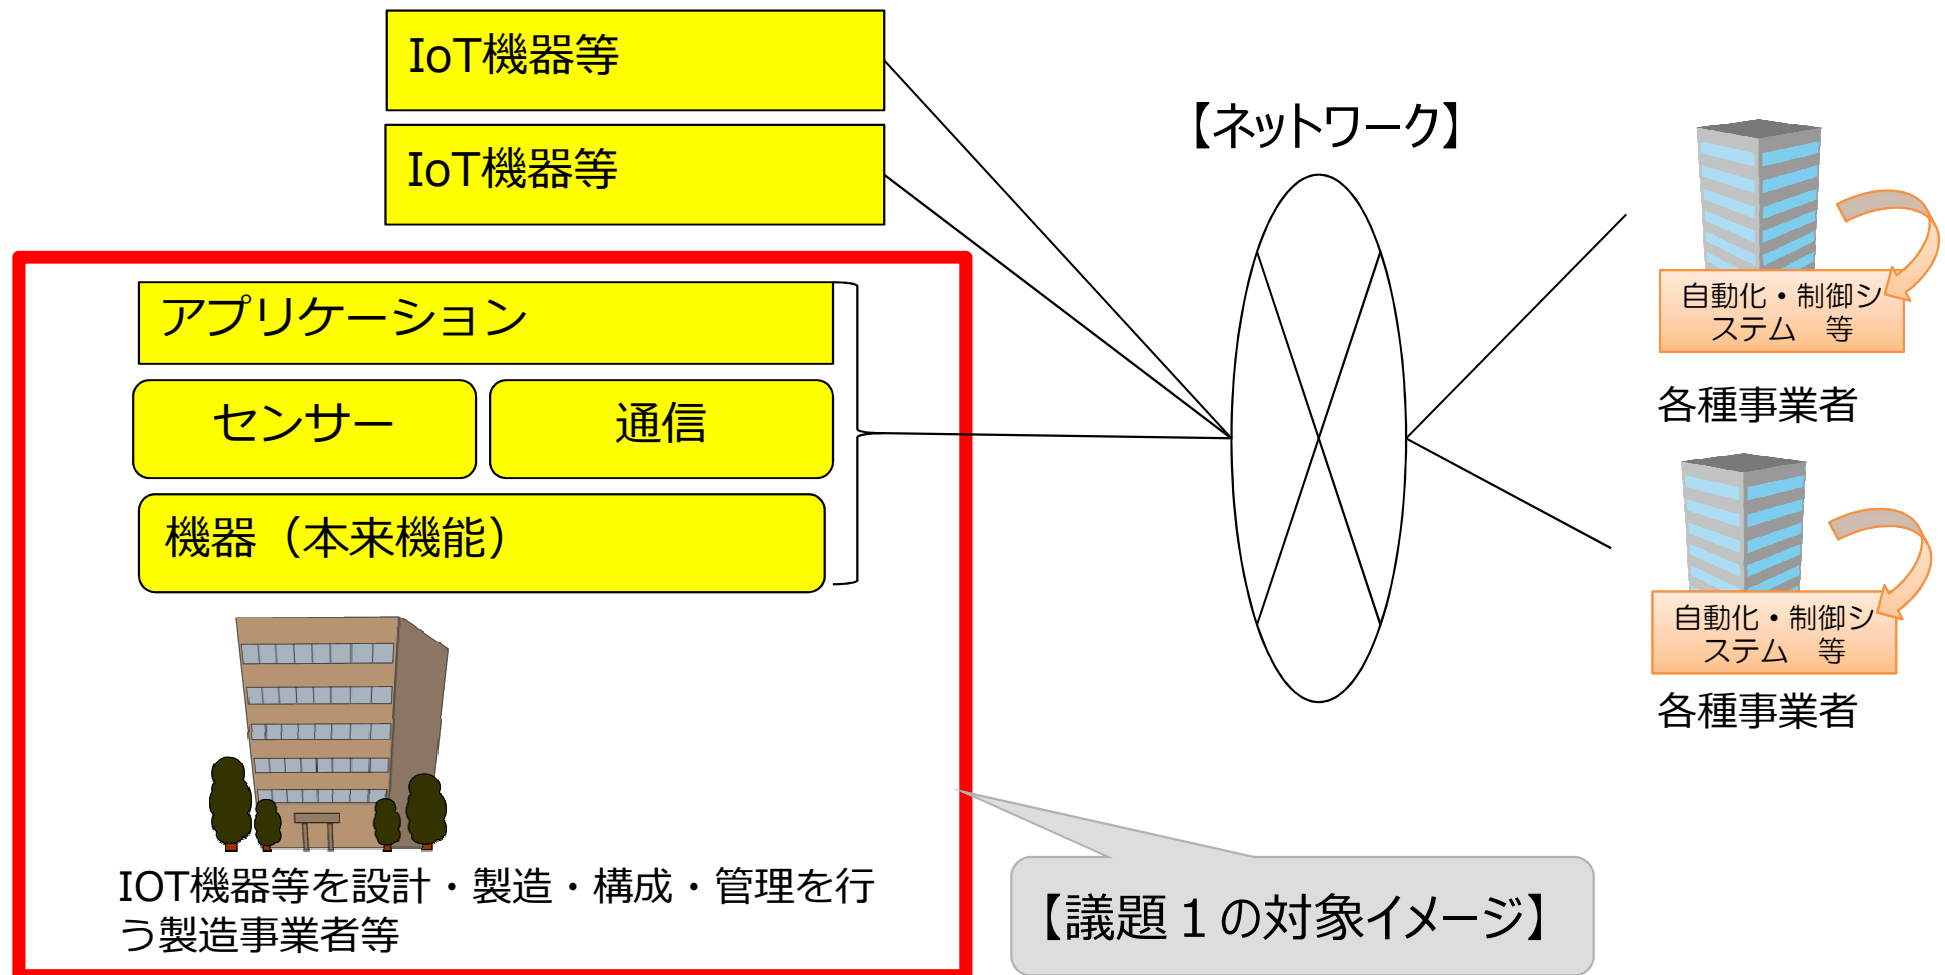 IoT機器等
IoT機器等
【ネットワーク】
アプリケーション
センサー
通信
機器（本来機能）
IOT機器等を設計・製造・構成・管理を行
う製造事業者等
自動化・制御シ
ステム　等
各種事業者
自動化・制御シ
ステム　等
各種事業者
【議題１の対象イメージ】